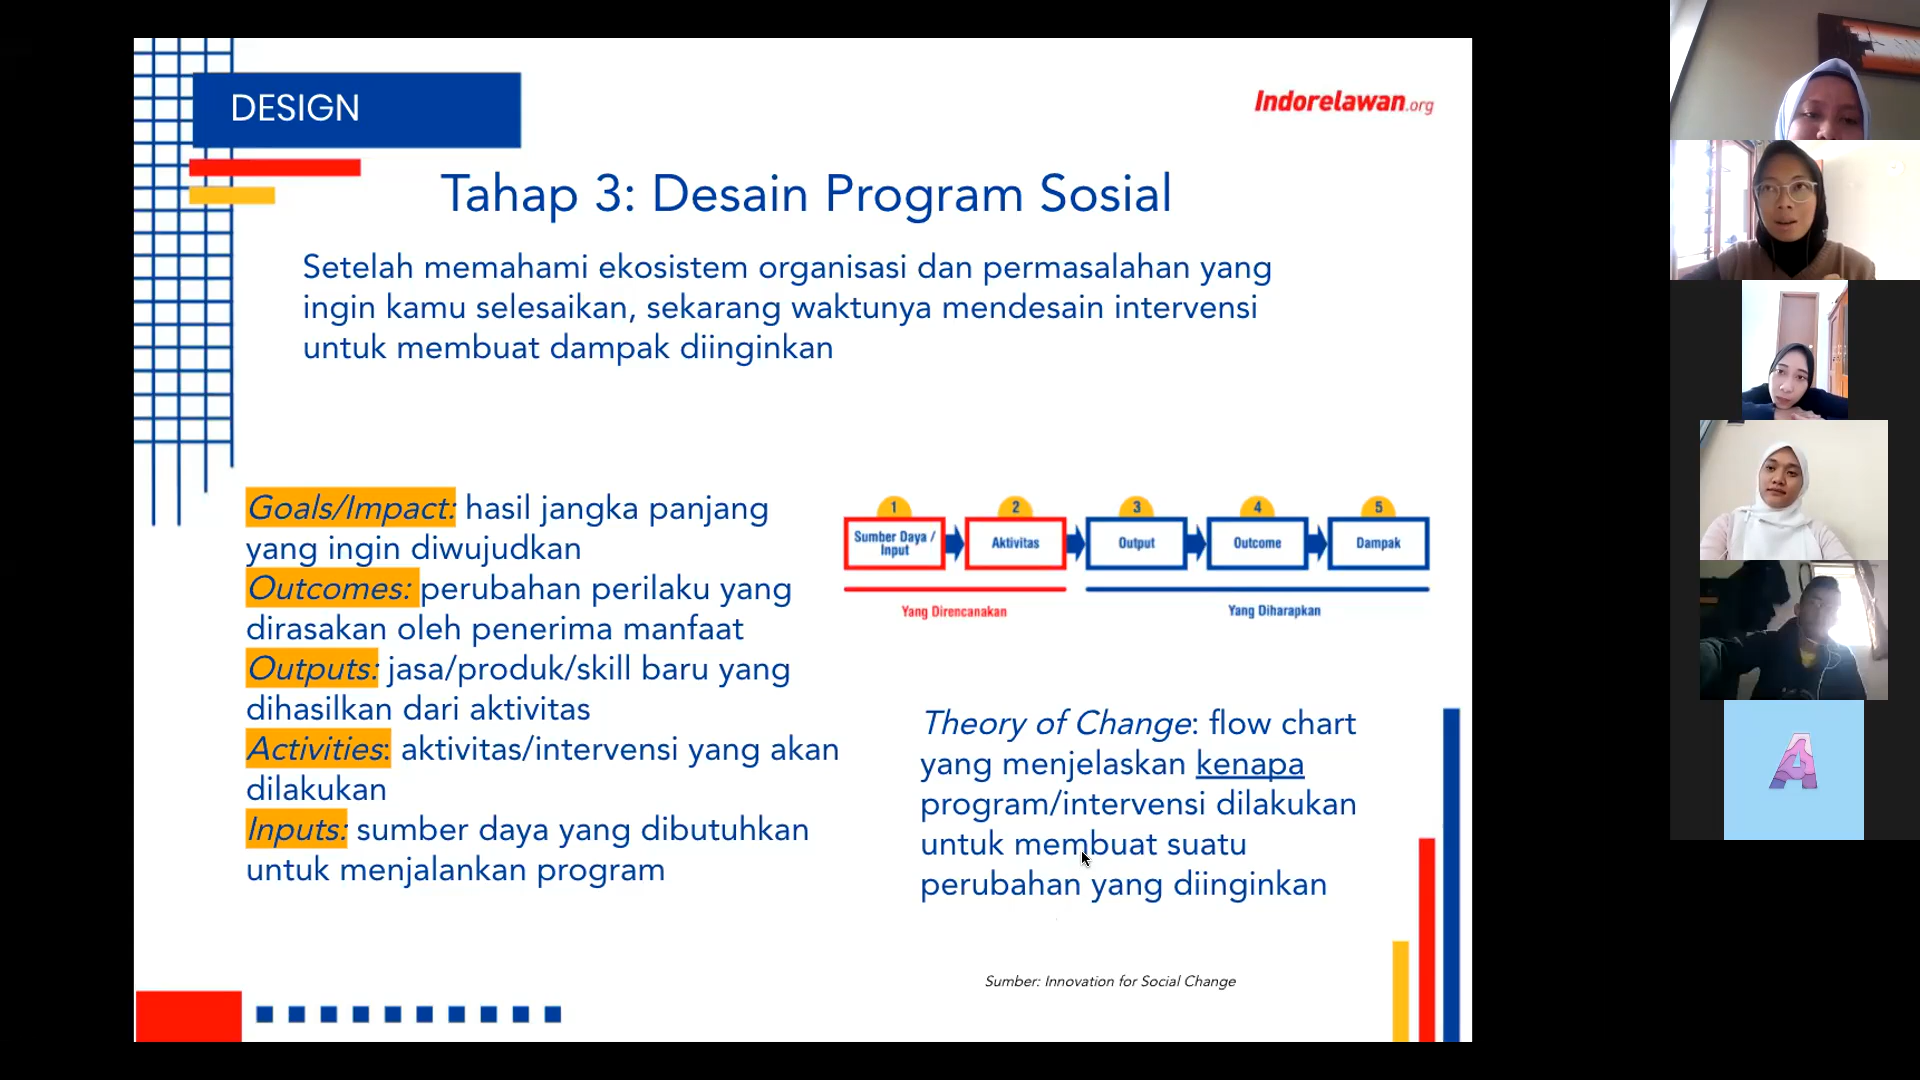 DESIGN
Indorelawan.org
Tahap 3: Desain Program Sosial
Setelah memahami ekosistem organisasi dan permasalahan yang
ingin kamu selesaikan, sekarang waktunya mendesain intervensi
untuk membuat dampak diinginkan
Goals/Impact: hasil jangka panjang
yang ingin diwujudkan
Outcomes: perubahan perilaku yang
dirasakan oleh penerima manfaat
Outputs: jasa/produk/skill baru yang
dihasilkan dari aktivitas
Activities: aktivitas/intervensi yang akan
dilakukan
Inputs: sumber daya yang dibutuhkan
untuk menjalankan program
1
2
3
4
5
Sumber Daya /
Input
Aktivitas
Output
Outcome
Dampak
Yang Direncanakan
Yang Diharapkan
Theory of Change: flow chart
yang menjelaskan kenapa
program/intervensi dilakukan
untuk membuat suatu
perubahan yang diinginkan
Sumber: Innovation for Social Change
A